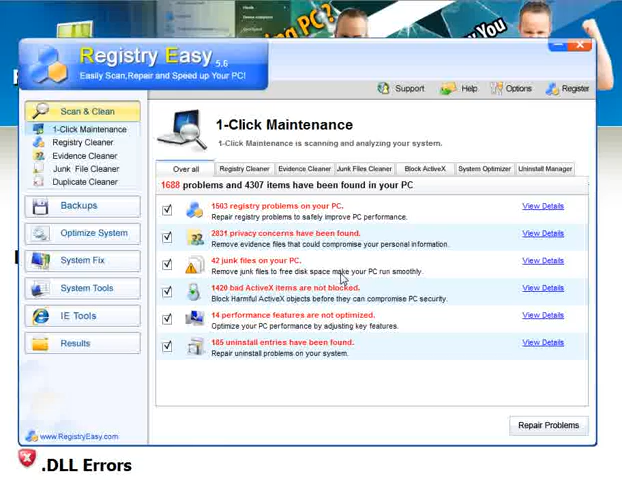 ing PC?
You
Registry Easy 5.6
Easily Scan,Repair and Speed up Your PC!
Support
Help
Options
Register
Scan & Clean
1-Click Maintenance
Registry Cleaner
Evidence Cleaner
Junk File Cleaner
Duplicate Cleaner
Backups
Optimize System
System Fix
System Tools
IE Tools
Results
www.RegistryEasy.com
1-Click Maintenance
1-Click Maintenance is scanning and analyzing your system.
Over all
Registry Cleaner
Evidence Cleaner
Junk Files Cleaner
Block ActiveX
System Optimizer
Uninstall Manager
1688 problems and 4307 items have been found in your PC
1503 registry problems on your PC.
View Details
Repair registry problems to safely improve PC performance.
2831 privacy concerns have been found.
View Details
Remove evidence files that could compromise your personal information.
42 junk files on your PC.
View Details
Remove junk files to free disk space make your PC run smoothly.
1420 bad ActiveX items are not blocked.
View Details
Block Harmful ActiveX objects before they can compromise PC security.
14 performance features are not optimized.
View Details
Optimize your PC performance by adjusting key features.
185 uninstall entries have been found.
View Details
Repair uninstall problems on your system.
Repair Problems
.DLL Errors